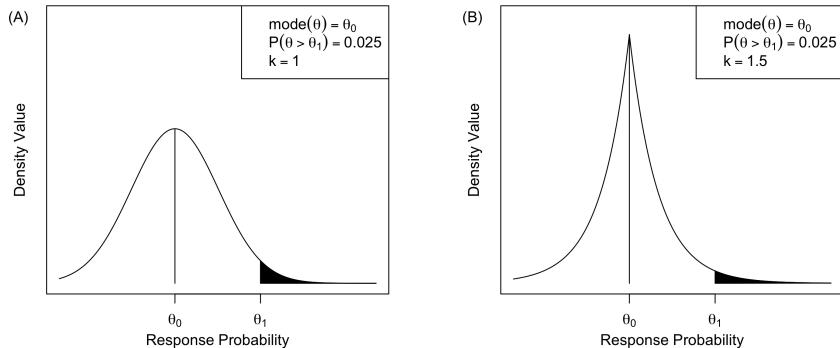 (A)
mode(θ) = θ₀
P(θ > θ₁) = 0.025
k = 1
Density Value
θ₀ θ₁
Response Probability
(B)
mode(θ) = θ₀
P(θ > θ₁) = 0.025
k = 1.5
Density Value
θ₀ θ₁
Response Probability